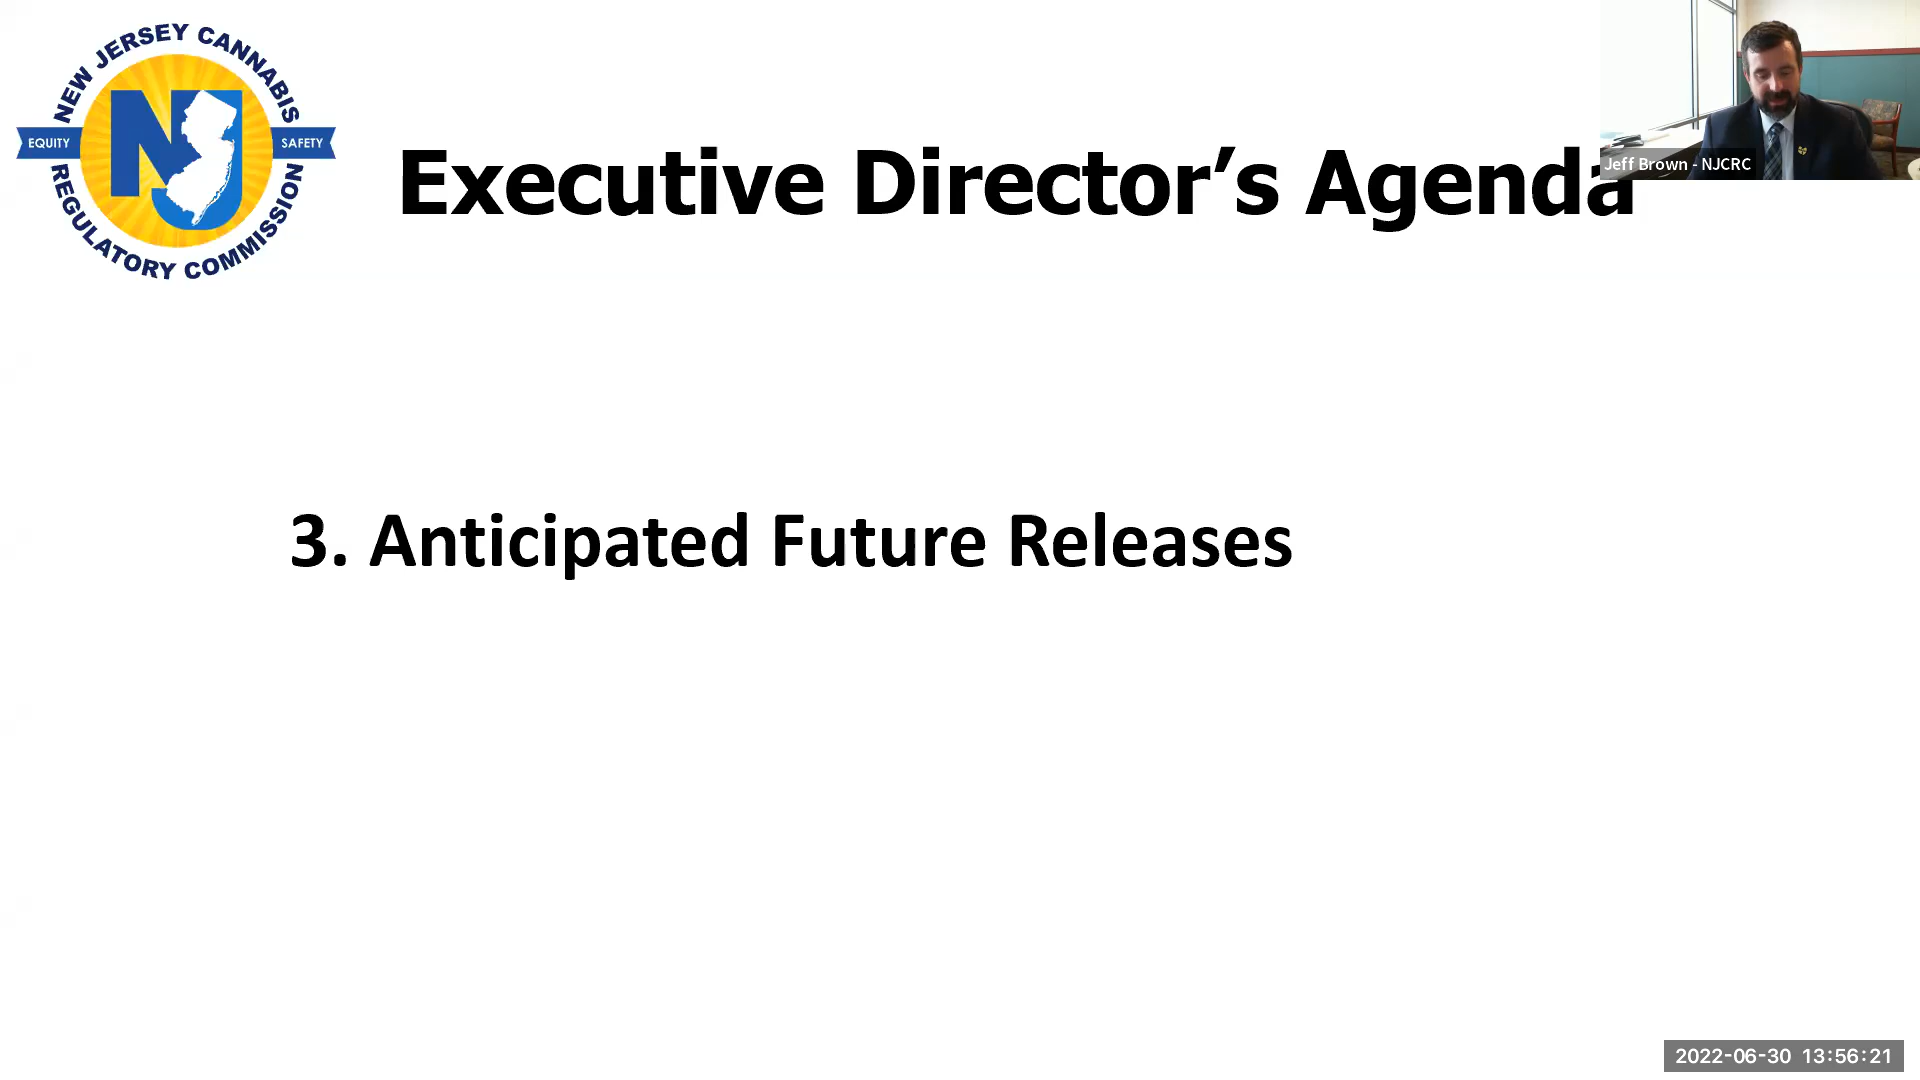 NEW JERSEY CANNABIS
EQUITY
NJ
SAFETY
REGULATORY COMMISSION
Executive Director’s Agenda
Jeff Brown - NJCRC
3. Anticipated Future Releases
2022-06-30 13:56:21